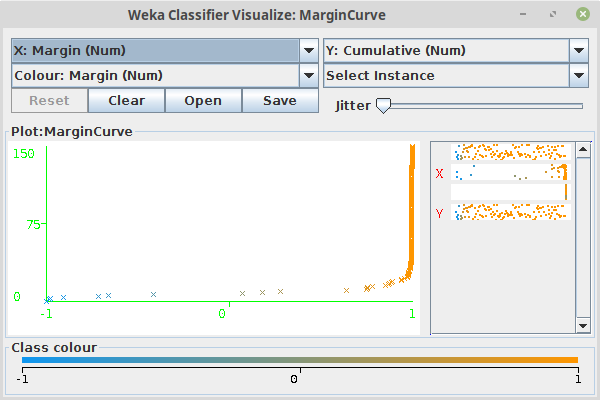 Weka Classifier Visualize: MarginCurve
X: Margin (Num)
Y: Cumulative (Num)
Colour: Margin (Num)
Select Instance
Reset
Clear
Open
Save
Jitter
Plot:MarginCurve
150
75
0
-1
0
1
X
Y
Class colour
-1
0
1